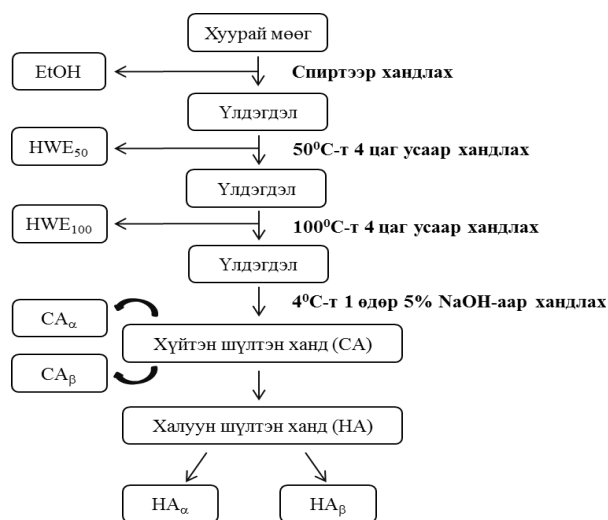 Хуурай мөөг
EtOH
Спиртээр хандлах
Үлдэгдэл
HWE₅₀
50⁰С-т 4 цаг усаар хандлах
Үлдэгдэл
HWE₁₀₀
100⁰С-т 4 цаг усаар хандлах
Үлдэгдэл
4⁰С-т 1 өдөр 5% NaOH-аар хандлах
CAα
Хүйтэн шүлтэн ханд (CA)
CAβ
Халуун шүлтэн ханд (HA)
HAα
HAβ